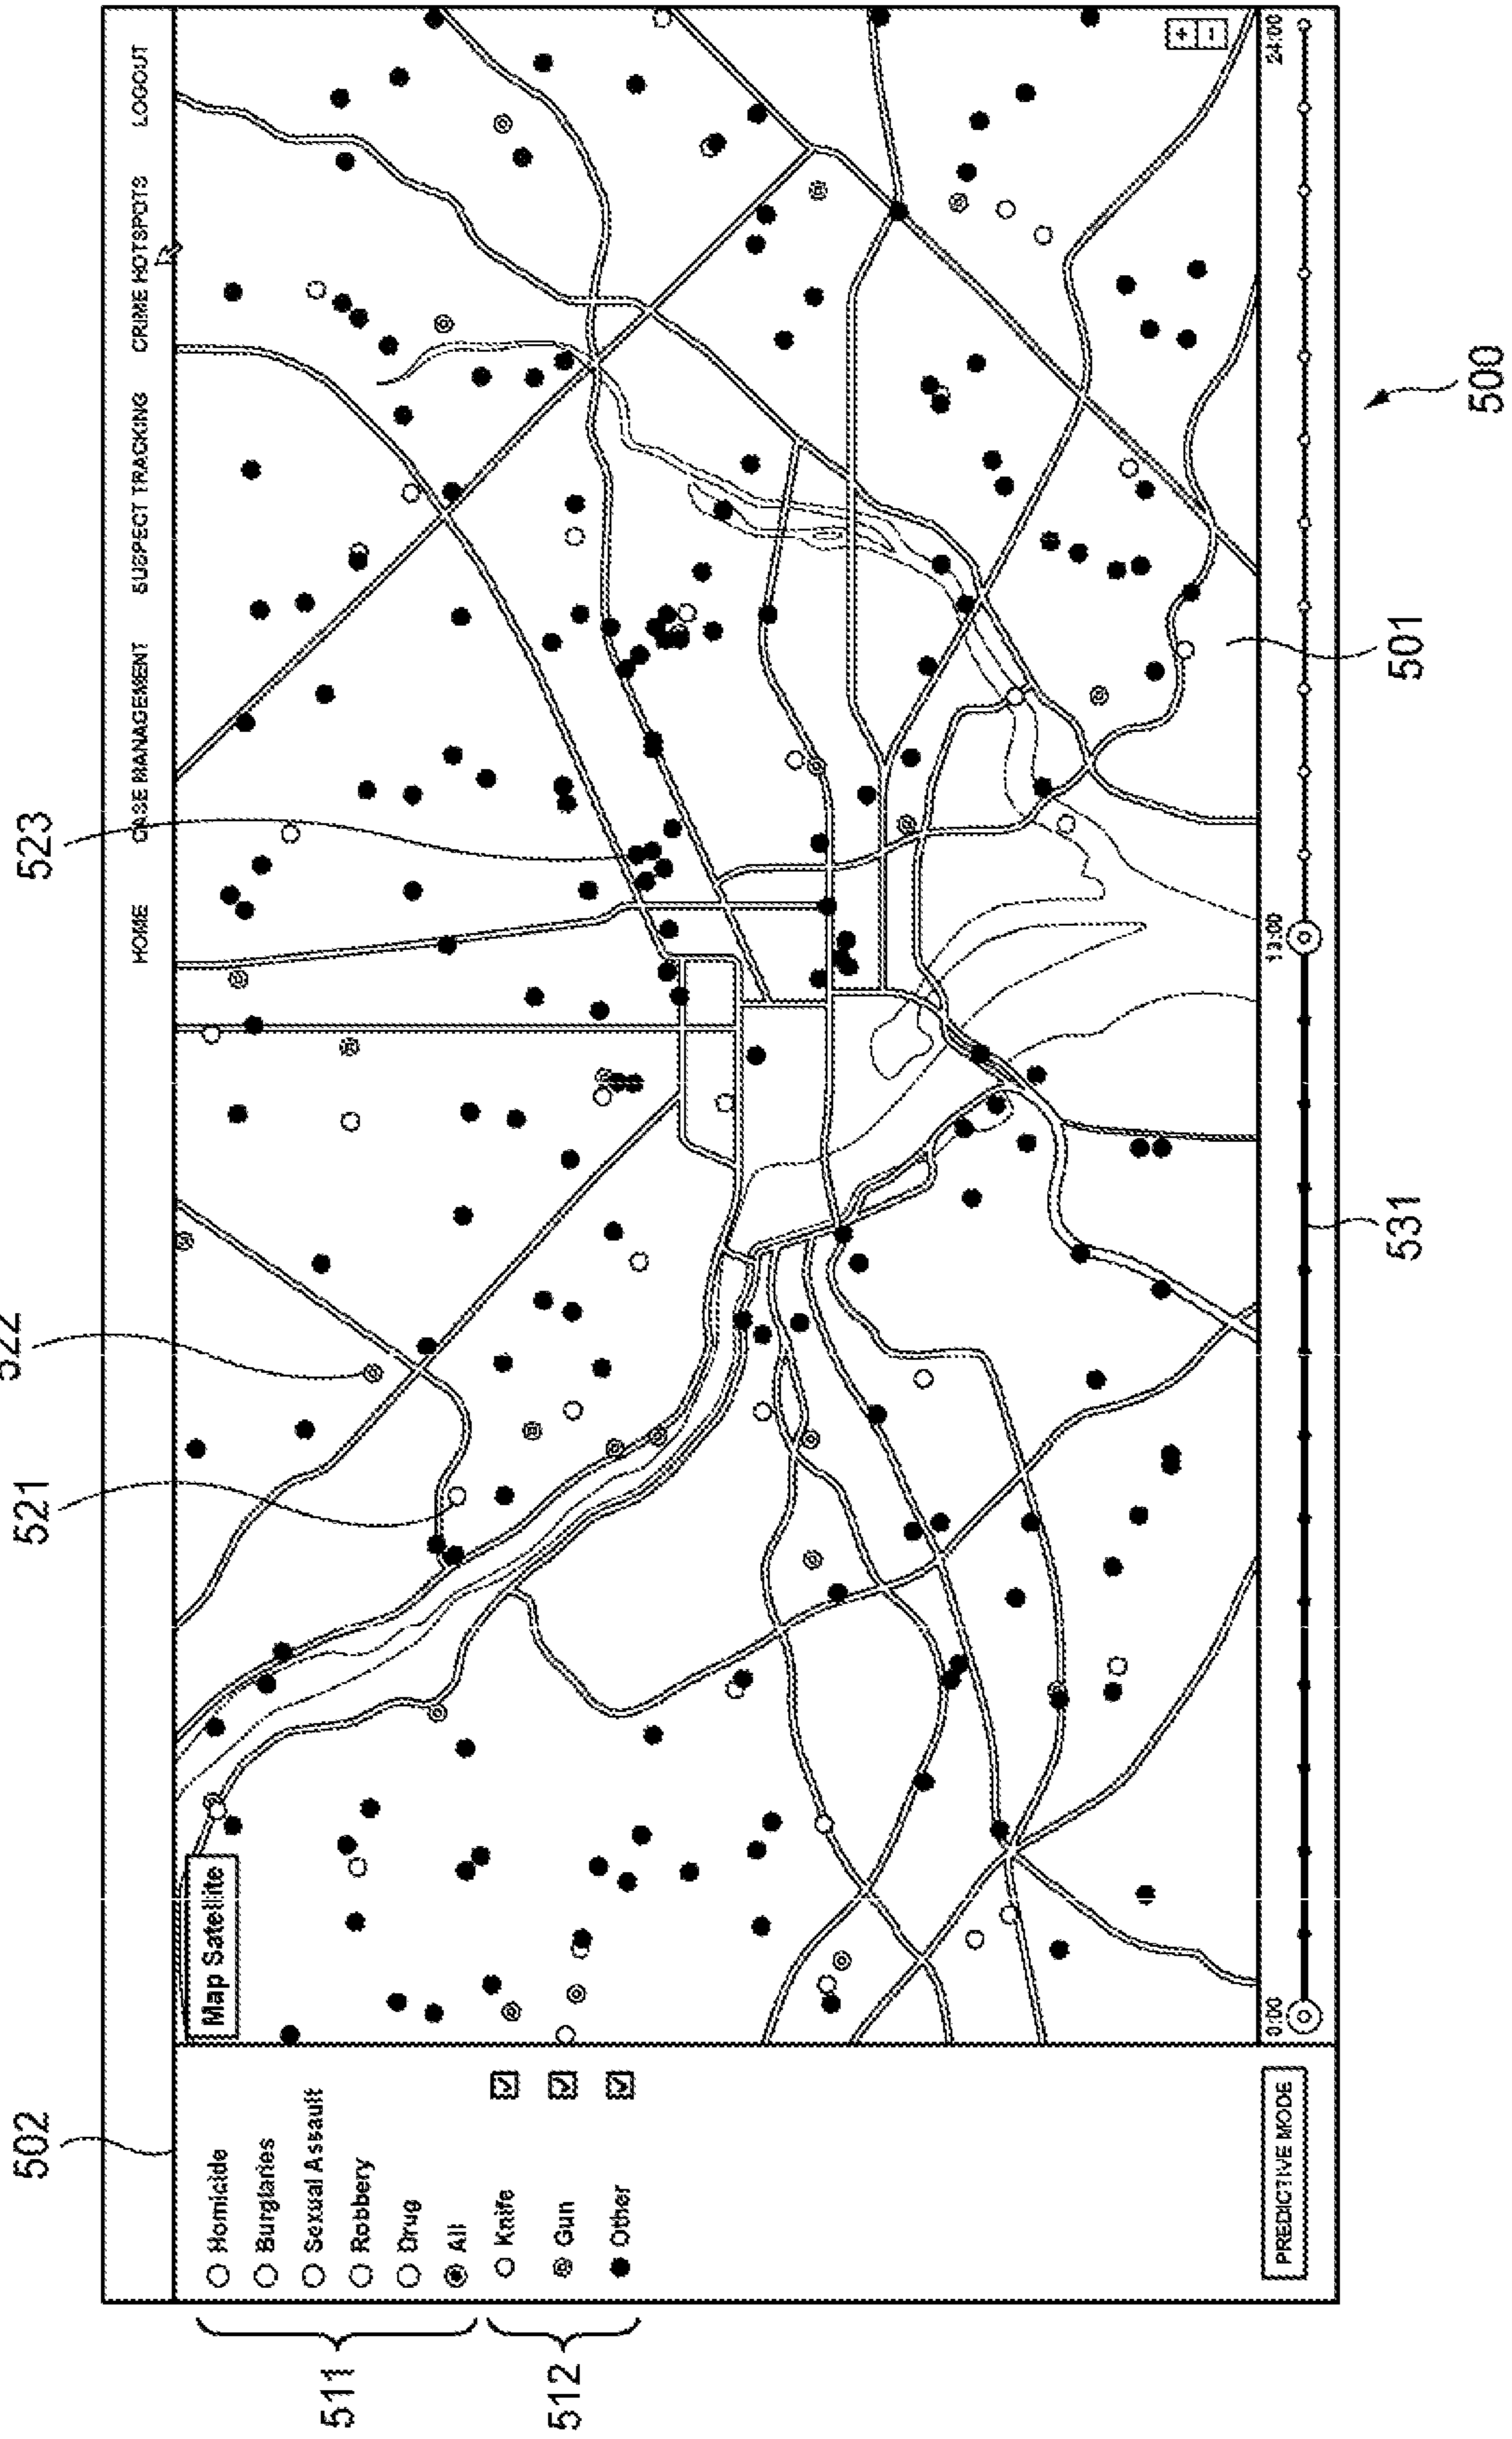 HOME CASE MANAGEMENT SUSPECT TRACKING CRIME HOTSPOTS LOGOUT
502
522
521
523
Homicide
Burglaries
Sexual Assault
Robbery
Drug
All
Knife
Gun
Other
511
512
Map Satellite
+
−
PREDICTIVE MODE
0:00
13:00
24:00
531
501
500